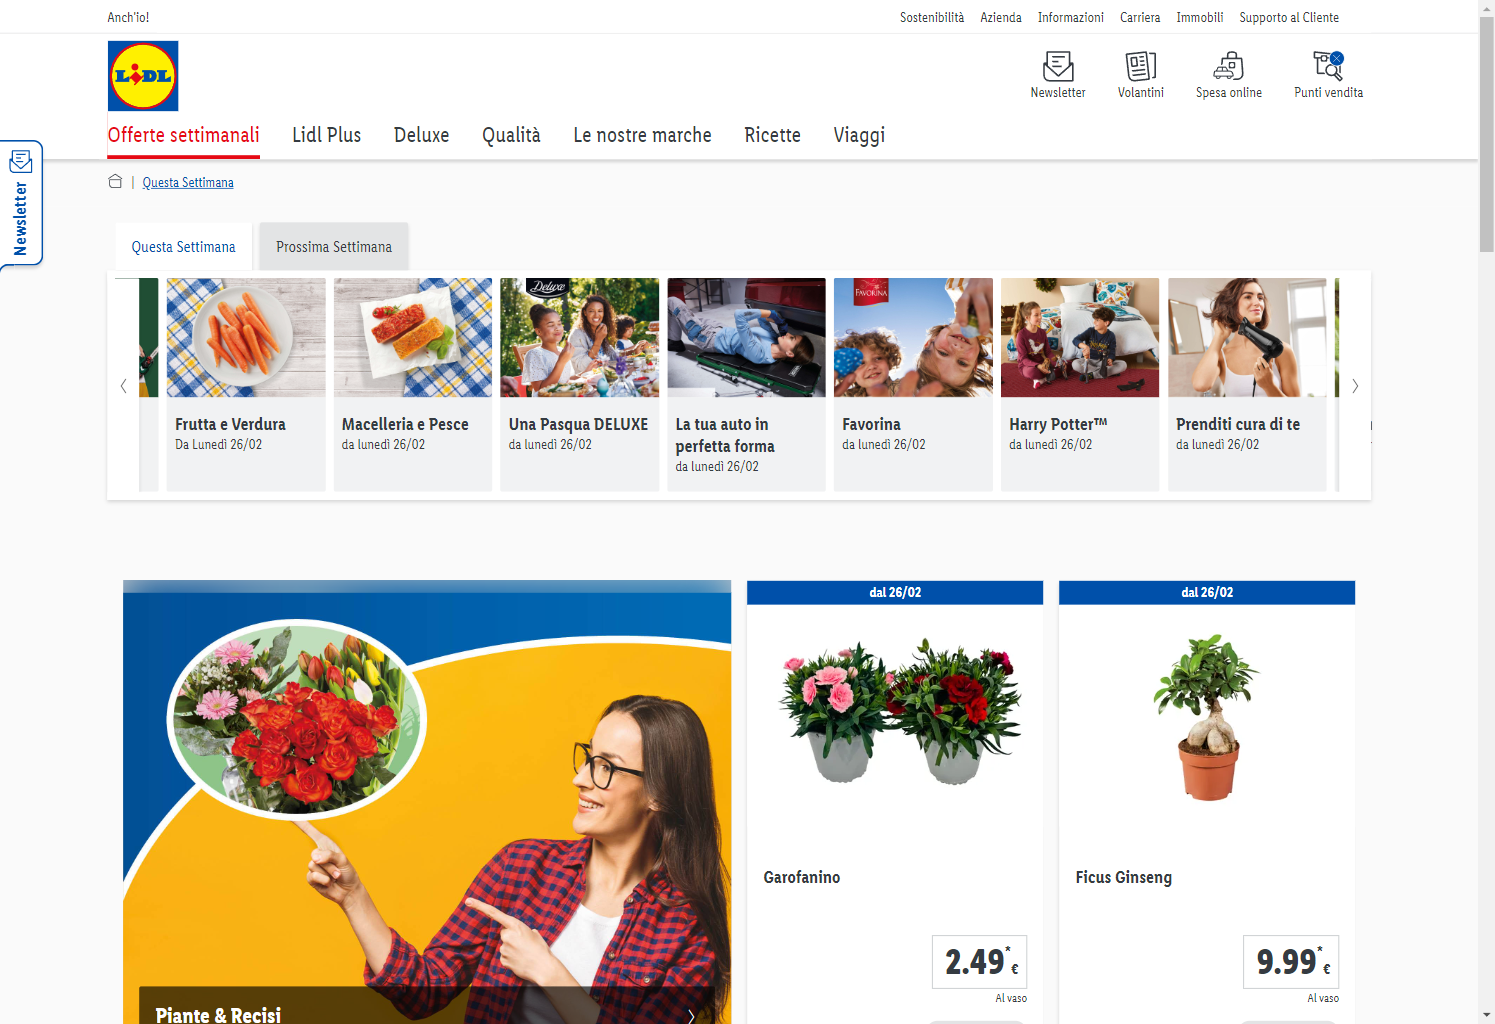 Anch'io!
Sostenibilità Azienda Informazioni Carriera Immobili Supporto al Cliente
LIDL
Newsletter Volantini Spesa online Punti vendita
Offerte settimanali Lidl Plus Deluxe Qualità Le nostre marche Ricette Viaggi
Newsletter
| Questa Settimana
Questa Settimana Prossima Settimana
Deluxe
FAVORINA
Frutta e Verdura
Da Lunedì 26/02
Macelleria e Pesce
da lunedì 26/02
Una Pasqua DELUXE
da lunedì 26/02
La tua auto in
perfetta forma
da lunedì 26/02
Favorina
da lunedì 26/02
Harry Potter™
da lunedì 26/02
Prenditi cura di te
da lunedì 26/02
Piante & Recisi
dal 26/02
Garofanino
2.49*
€
Al vaso
dal 26/02
Ficus Ginseng
9.99*
€
Al vaso